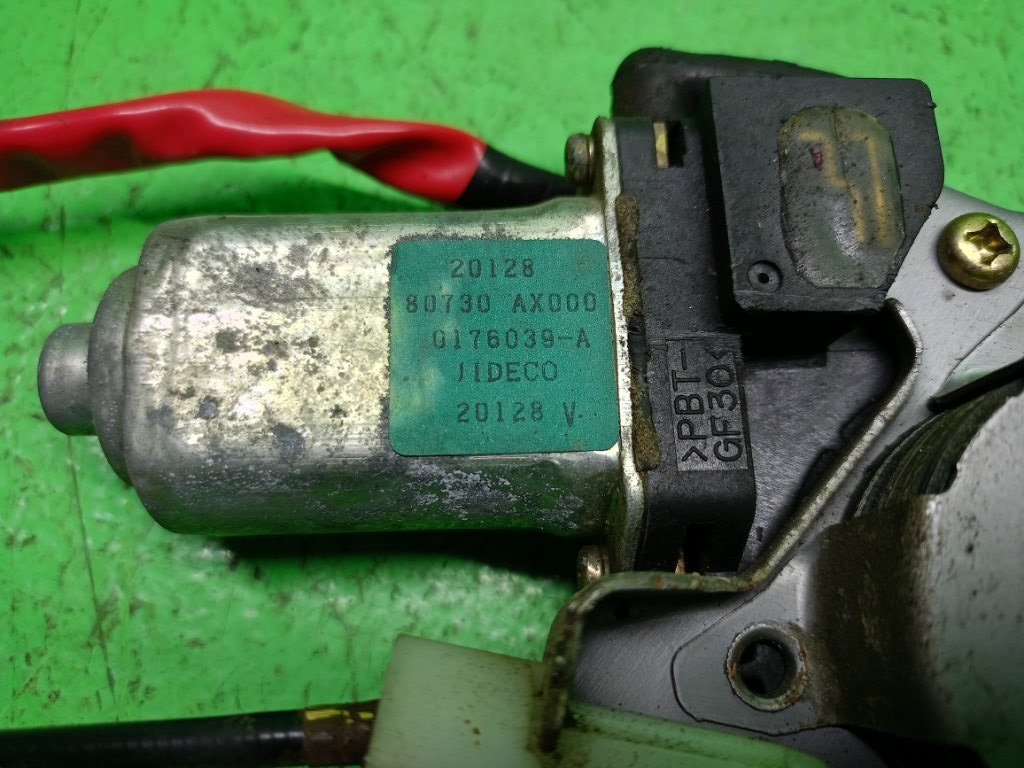 20128
80730 AX000
0176039-A
JIDECO
20128 V
>PBT-
GF30<